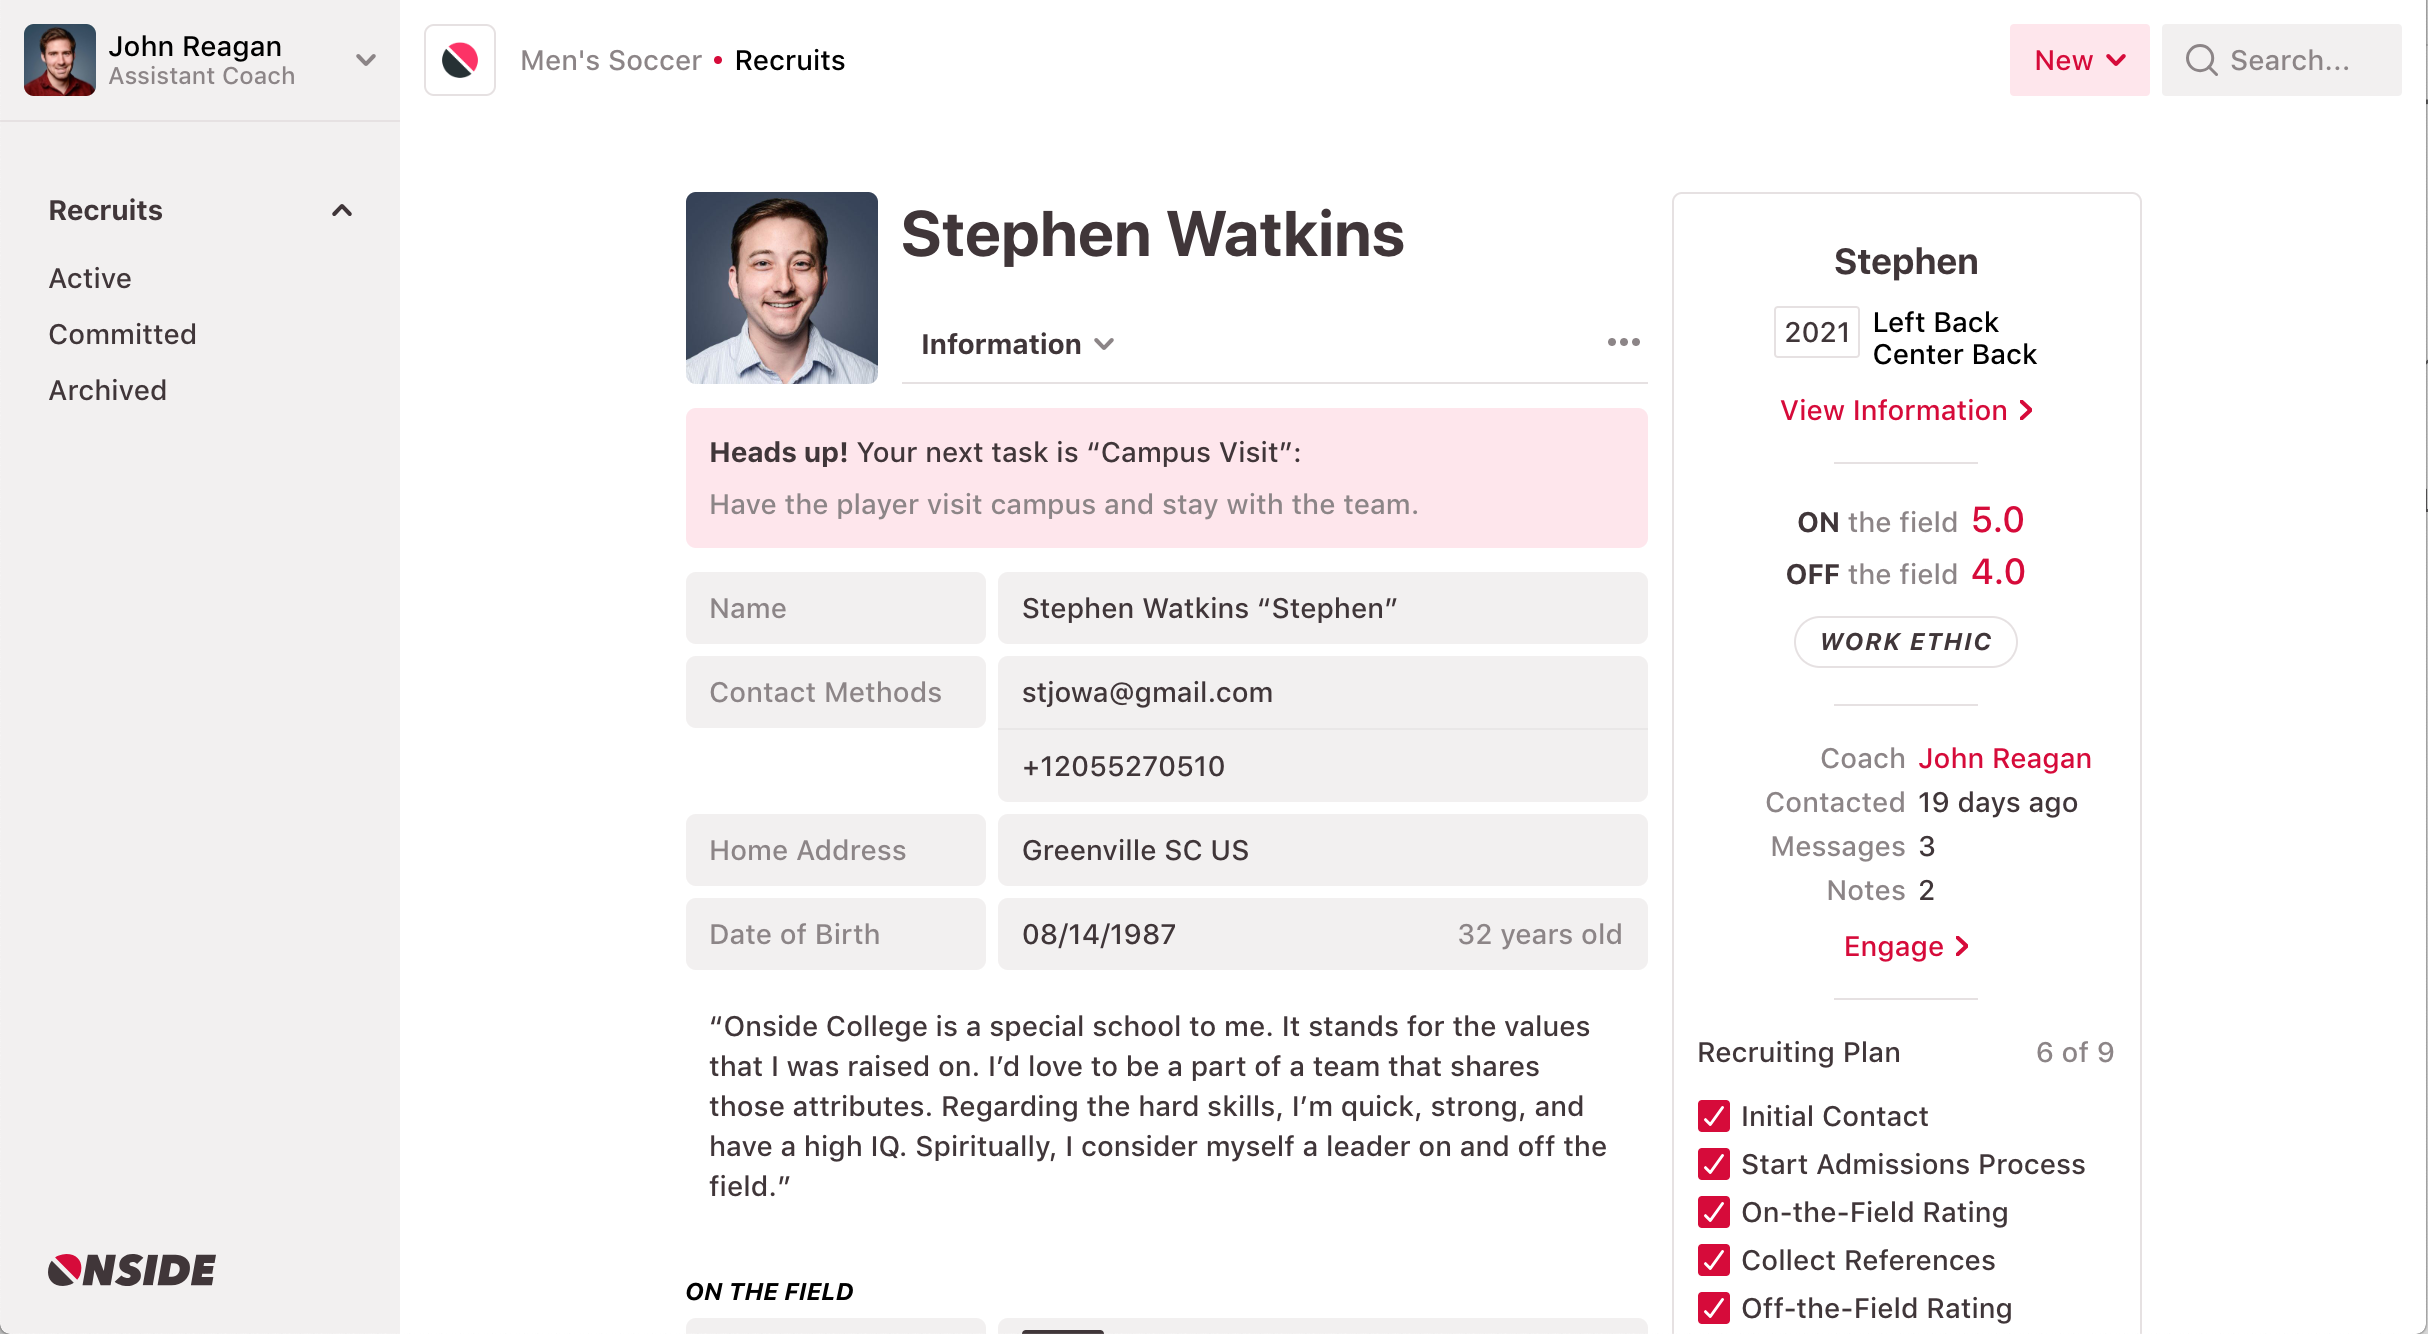 John Reagan
Assistant Coach
Recruits
Active
Committed
Archived
ONSIDE
Men's Soccer • Recruits
New
Search...
Stephen Watkins
Information
Heads up! Your next task is “Campus Visit”:
Have the player visit campus and stay with the team.
Name
Stephen Watkins “Stephen”
Contact Methods
stjowa@gmail.com
+12055270510
Home Address
Greenville SC US
Date of Birth
08/14/1987
32 years old
“Onside College is a special school to me. It stands for the values
that I was raised on. I’d love to be a part of a team that shares
those attributes. Regarding the hard skills, I’m quick, strong, and
have a high IQ. Spiritually, I consider myself a leader on and off the
field.”
ON THE FIELD
Stephen
2021
Left Back
Center Back
View Information
ON the field 5.0
OFF the field 4.0
WORK ETHIC
Coach John Reagan
Contacted 19 days ago
Messages 3
Notes 2
Engage
Recruiting Plan
6 of 9
Initial Contact
Start Admissions Process
On-the-Field Rating
Collect References
Off-the-Field Rating